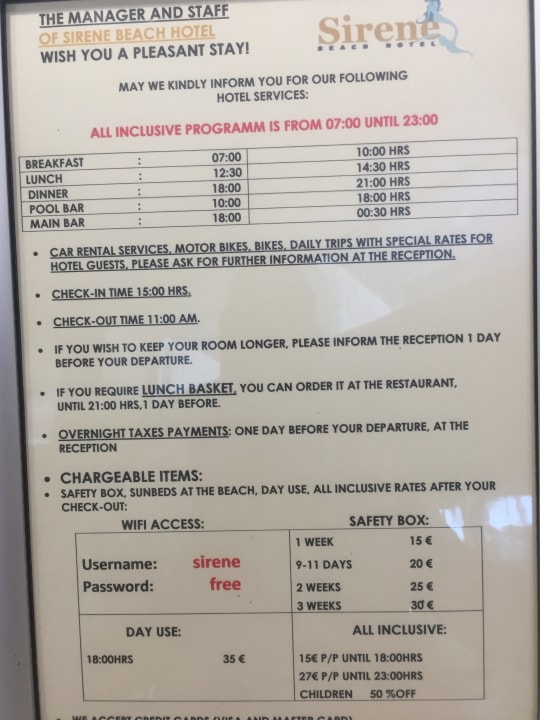 THE MANAGER AND STAFF
OF SIRENE BEACH HOTEL
WISH YOU A PLEASANT STAY!
Sirene
BEACH HOTEL
MAY WE KINDLY INFORM YOU FOR OUR FOLLOWING
HOTEL SERVICES:
ALL INCLUSIVE PROGRAMM IS FROM 07:00 UNTIL 23:00
BREAKFAST : 07:00 10:00 HRS
LUNCH : 12:30 14:30 HRS
DINNER : 18:00 21:00 HRS
POOL BAR : 10:00 18:00 HRS
MAIN BAR : 18:00 00:30 HRS
• CAR RENTAL SERVICES, MOTOR BIKES, BIKES, DAILY TRIPS WITH SPECIAL RATES FOR
HOTEL GUESTS, PLEASE ASK FOR FURTHER INFORMATION AT THE RECEPTION.
• CHECK-IN TIME 15:00 HRS.
• CHECK-OUT TIME 11:00 AM.
• IF YOU WISH TO KEEP YOUR ROOM LONGER, PLEASE INFORM THE RECEPTION 1 DAY
BEFORE YOUR DEPARTURE.
• IF YOU REQUIRE LUNCH BASKET, YOU CAN ORDER IT AT THE RESTAURANT,
UNTIL 21:00 HRS,1 DAY BEFORE.
• OVERNIGHT TAXES PAYMENTS: ONE DAY BEFORE YOUR DEPARTURE, AT THE
RECEPTION
• CHARGEABLE ITEMS:
• SAFETY BOX, SUNBEDS AT THE BEACH, DAY USE, ALL INCLUSIVE RATES AFTER YOUR
CHECK-OUT:
WIFI ACCESS:
Username: sirene
Password: free
SAFETY BOX:
1 WEEK 15 €
9-11 DAYS 20 €
2 WEEKS 25 €
3 WEEKS 30 €
DAY USE:
18:00HRS 35 €
ALL INCLUSIVE:
15€ P/P UNTIL 18:00HRS
27€ P/P UNTIL 23:00HRS
CHILDREN 50 %OFF
• WE ACCEPT CREDIT CARDS (VISA AND MASTER CARD)